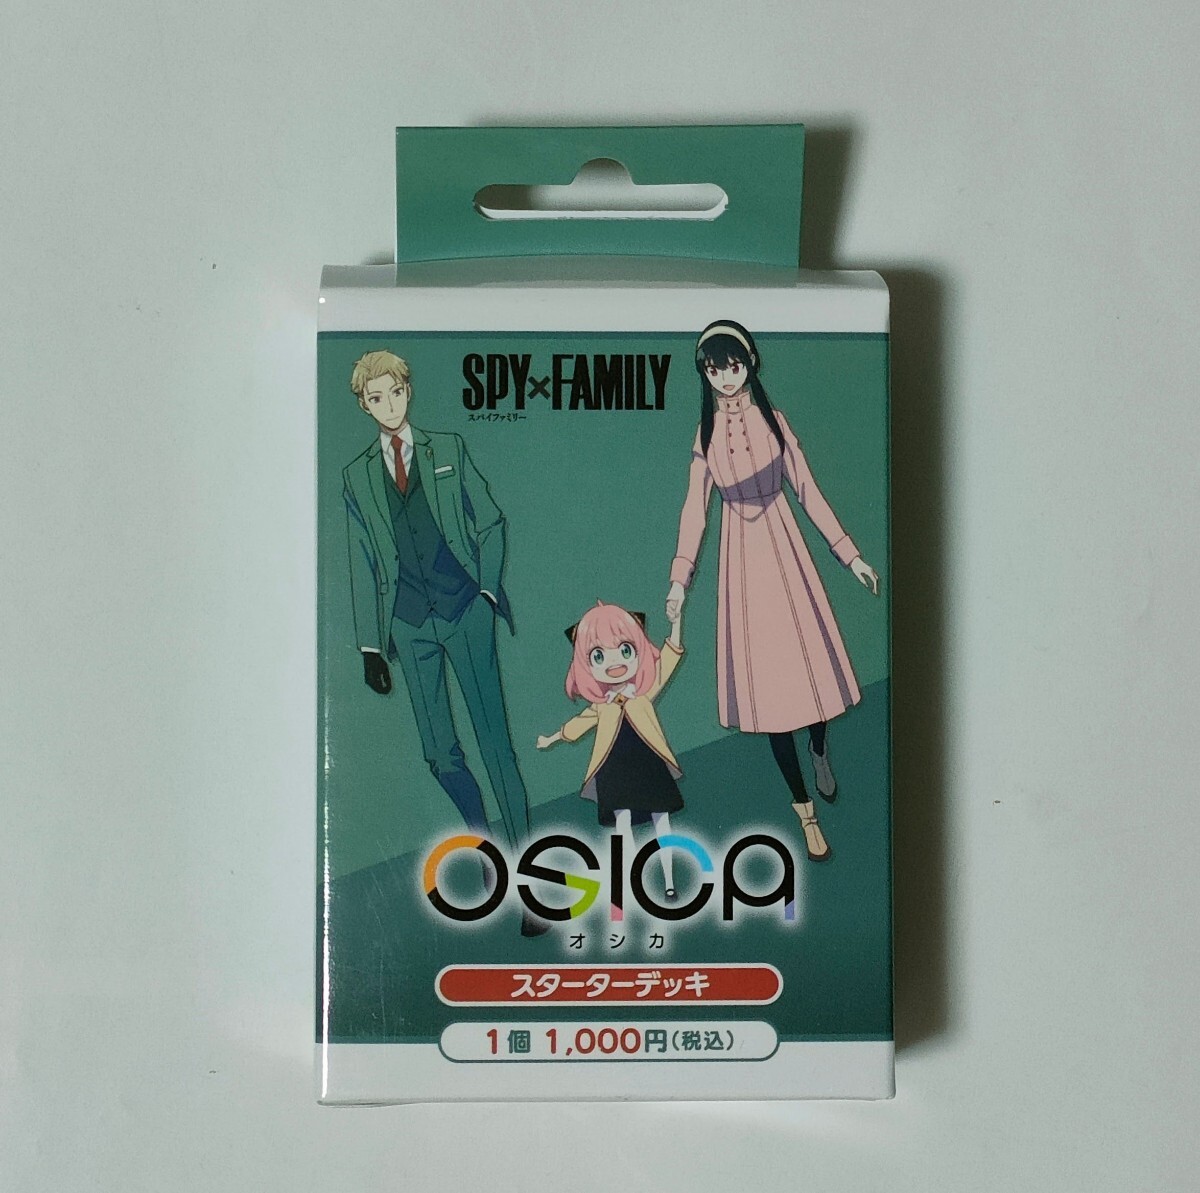 SPY×FAMILY
スパイファミリー
OSICA
オシカ
スターターデッキ
1個 1,000円(税込)